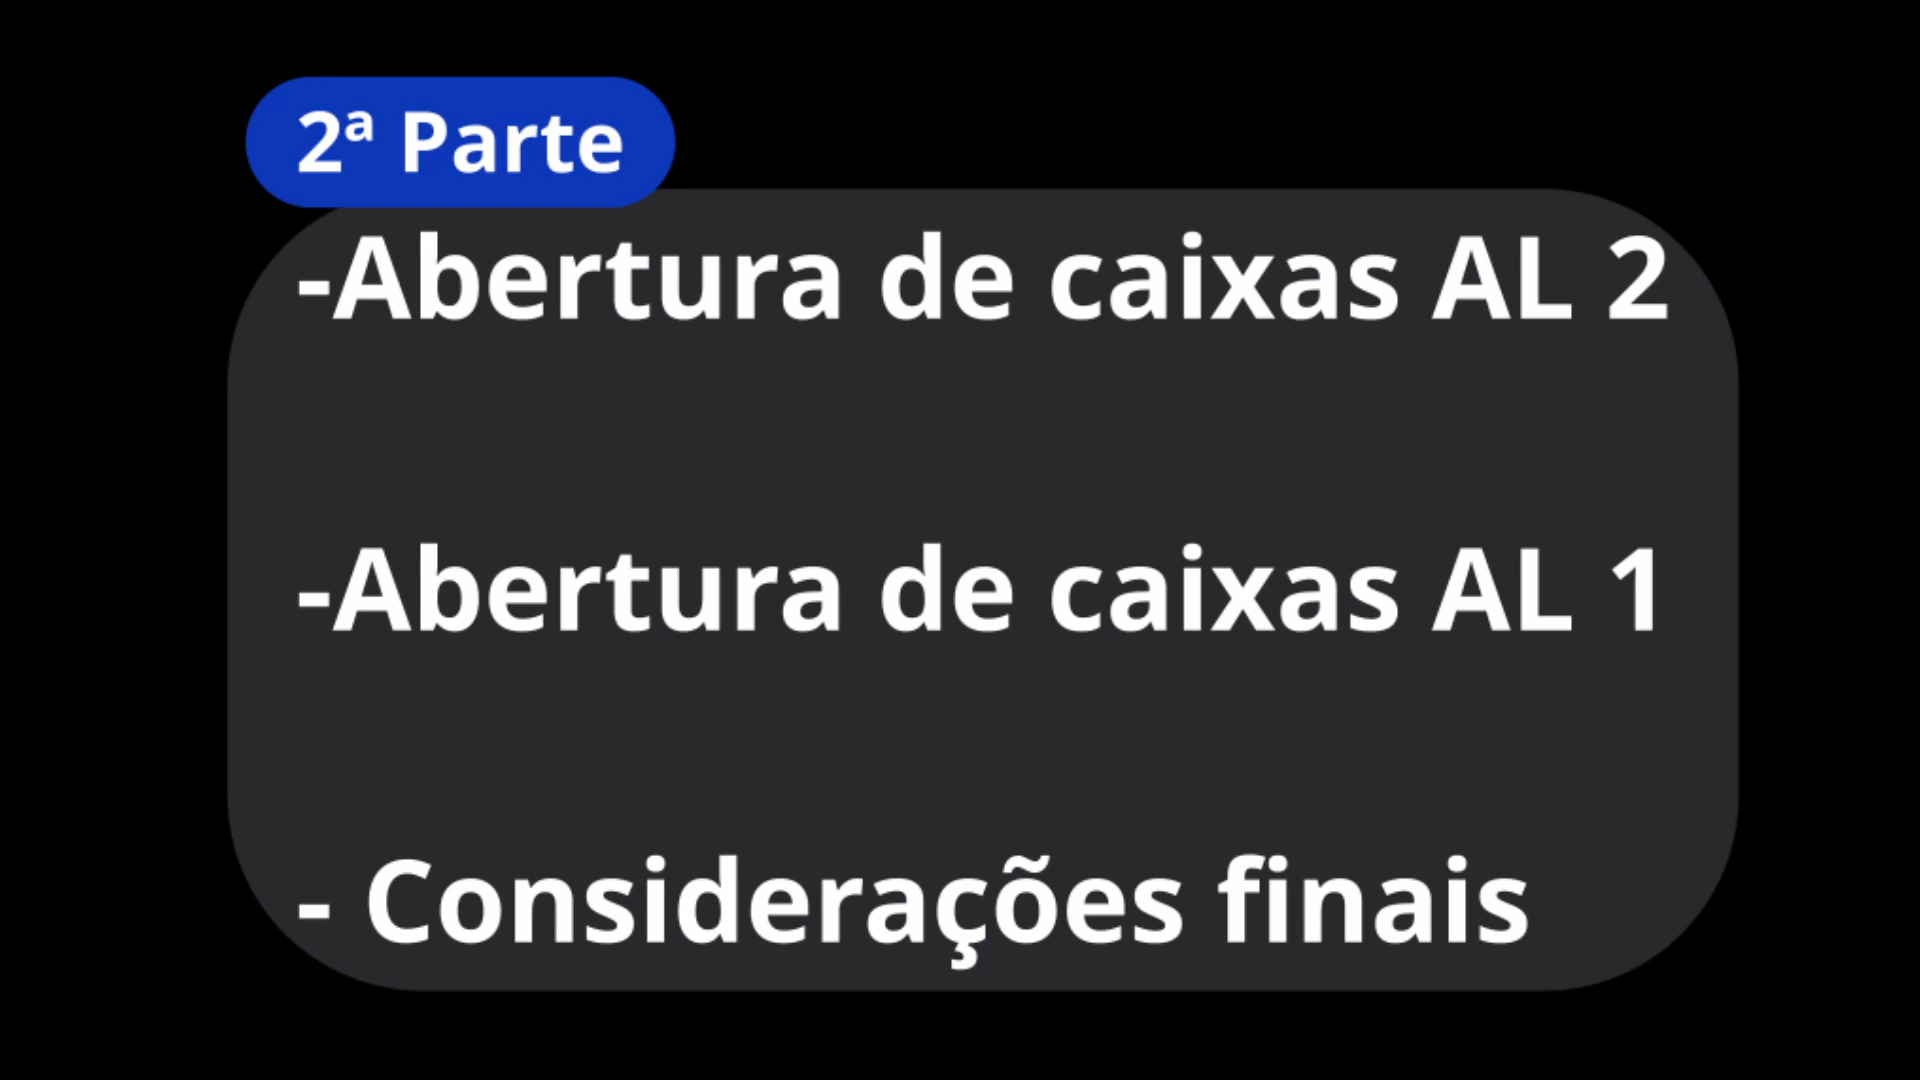 2ª Parte
-Abertura de caixas AL 2
-Abertura de caixas AL 1
- Considerações finais